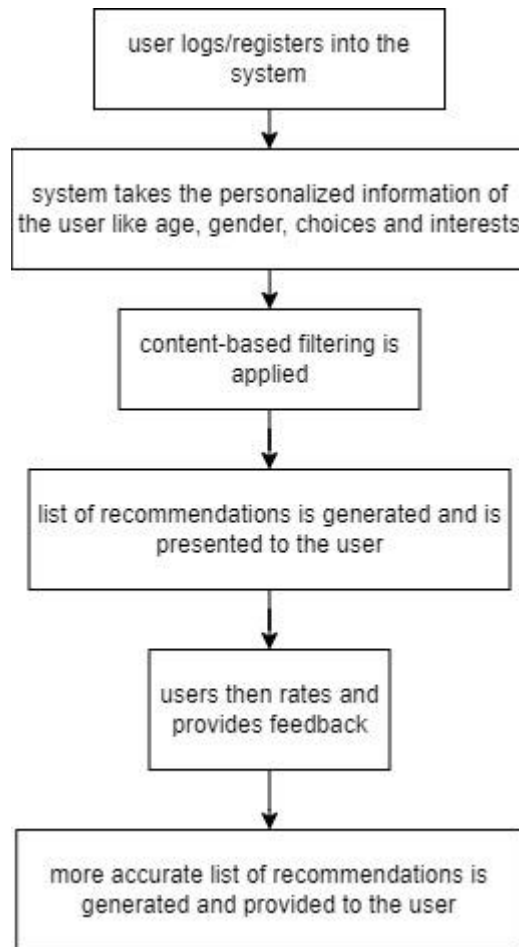 user logs/registers into the
system
system takes the personalized information of
the user like age, gender, choices and interests
content-based filtering is
applied
list of recommendations is generated and is
presented to the user
users then rates and
provides feedback
more accurate list of recommendations is
generated and provided to the user